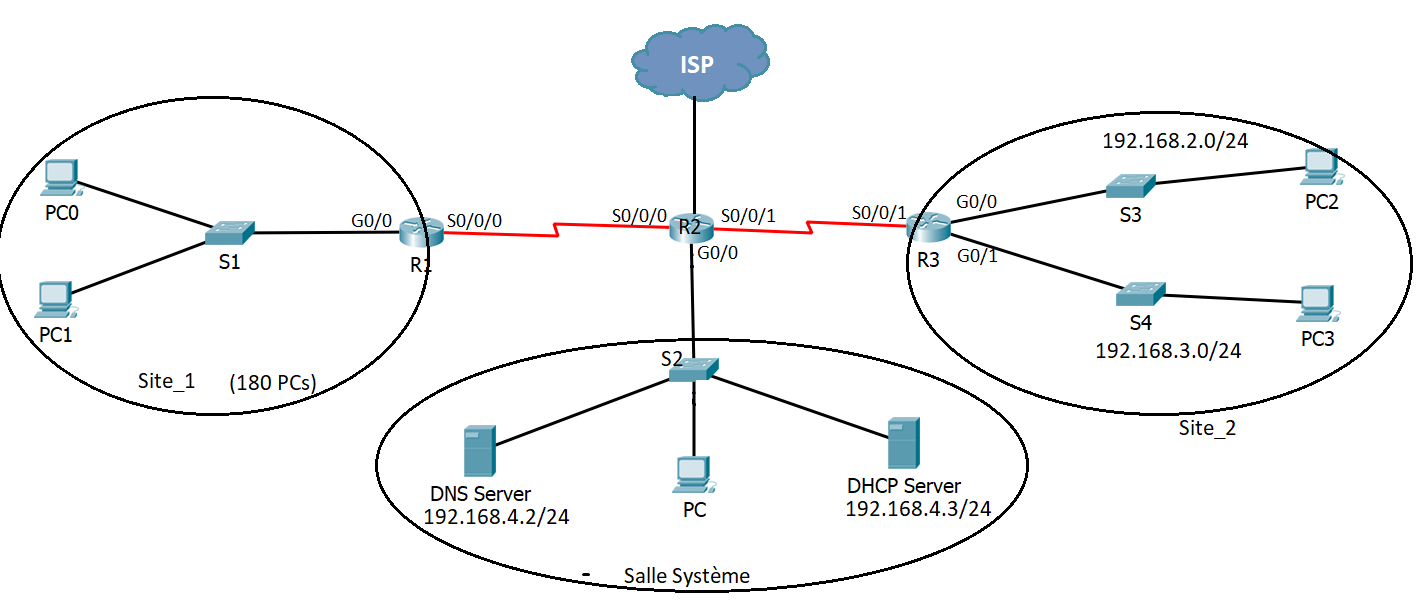 ISP
192.168.2.0/24
PC0
G0/0
S0/0/0
S0/0/0
R2
S0/0/1
S0/0/1
G0/0
S3
PC2
S1
R1
G0/0
R3
G0/1
PC1
S4
PC3
192.168.3.0/24
S2
Site_1
(180 PCs)
Site_2
DNS Server
192.168.4.2/24
PC
DHCP Server
192.168.4.3/24
-
Salle Système